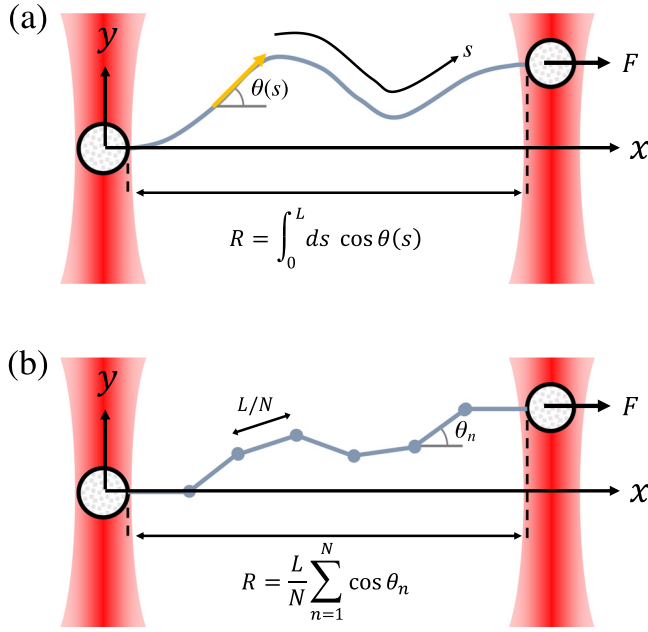 (a)
y
s
F
θ(s)
x
R = ∫₀ᴸ ds cos θ(s)
(b)
y
L/N
F
θₙ
x
R = L/N ∑ₙ₌₁ᴺ cos θₙ